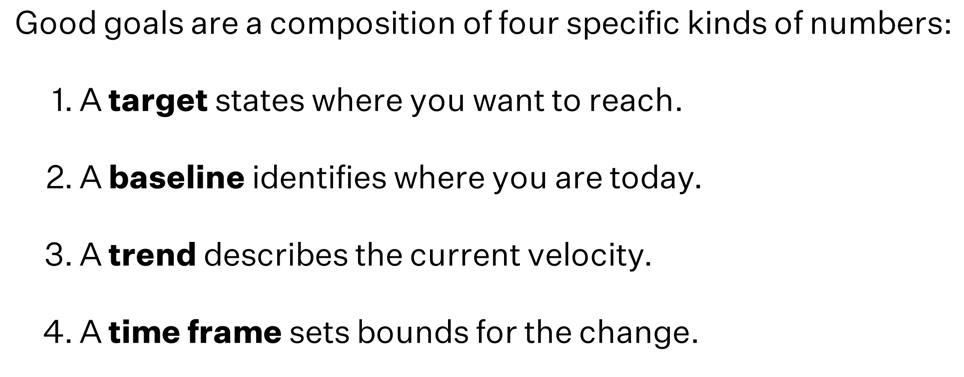 Good goals are a composition of four specific kinds of numbers:
1. A target states where you want to reach.
2. A baseline identifies where you are today.
3. A trend describes the current velocity.
4. A time frame sets bounds for the change.